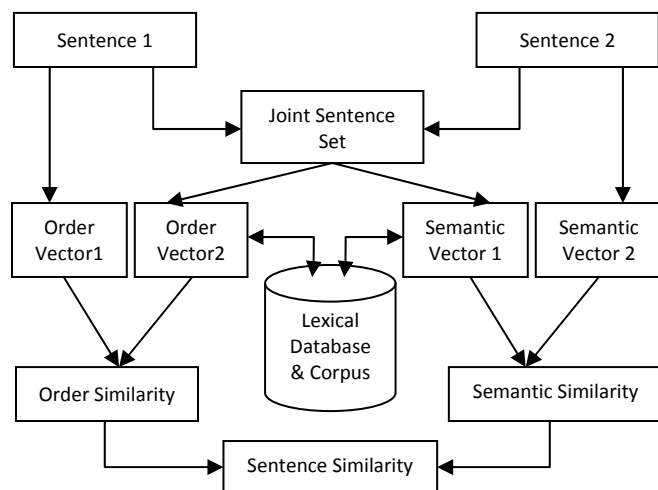 Sentence 1
Sentence 2
Joint Sentence
Set
Order
Vector1
Order
Vector2
Semantic
Vector 1
Semantic
Vector 2
Lexical
Database
& Corpus
Order Similarity
Semantic Similarity
Sentence Similarity